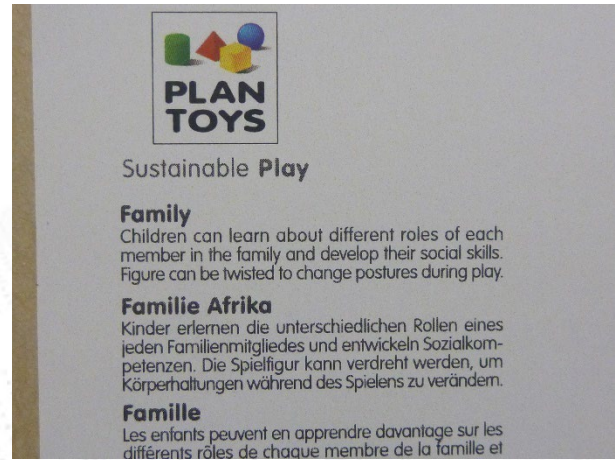 PLAN
TOYS
Sustainable Play
Family
Children can learn about different roles of each
member in the family and develop their social skills.
Figure can be twisted to change postures during play.
Familie Afrika
Kinder erlernen die unterschiedlichen Rollen eines
jeden Familienmitgliedes und entwickeln Sozialkom-
petenzen. Die Spielfigur kann verdreht werden, um
Körperhaltungen während des Spielens zu verändern.
Famille
Les enfants peuvent en apprendre davantage sur les
différents rôles de chaque membre de la famille et